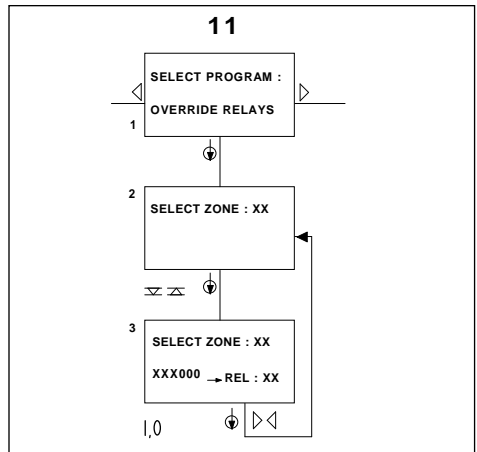 11
SELECT PROGRAM :
OVERRIDE RELAYS
1
2
SELECT ZONE : XX
3
SELECT ZONE : XX
XXX000 → REL : XX
I,0